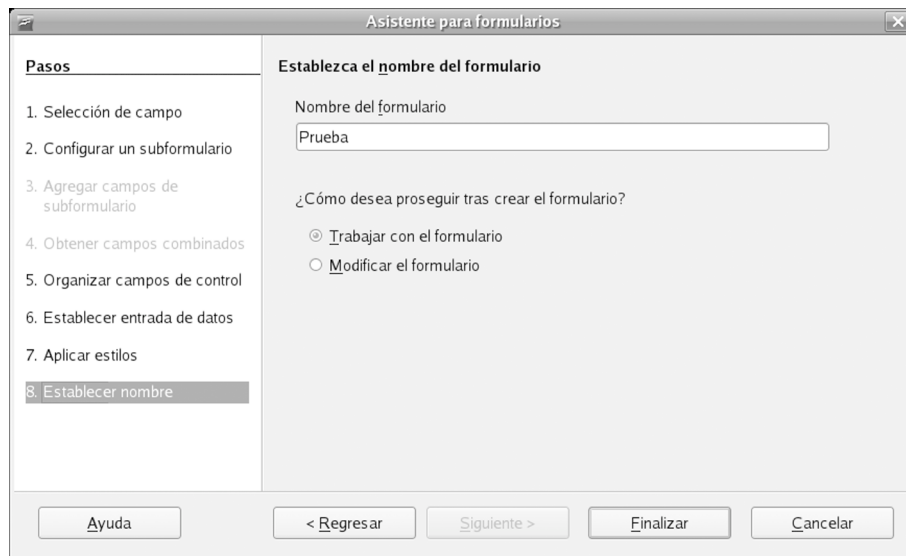 Asistente para formularios
Pasos
1. Selección de campo
2. Configurar un subformulario
3. Agregar campos de
subformulario
4. Obtener campos combinados
5. Organizar campos de control
6. Establecer entrada de datos
7. Aplicar estilos
8. Establecer nombre
Establezca el nombre del formulario
Nombre del formulario
Prueba
¿Cómo desea proseguir tras crear el formulario?
Trabajar con el formulario
Modificar el formulario
Ayuda
< Regresar
Siguiente >
Finalizar
Cancelar